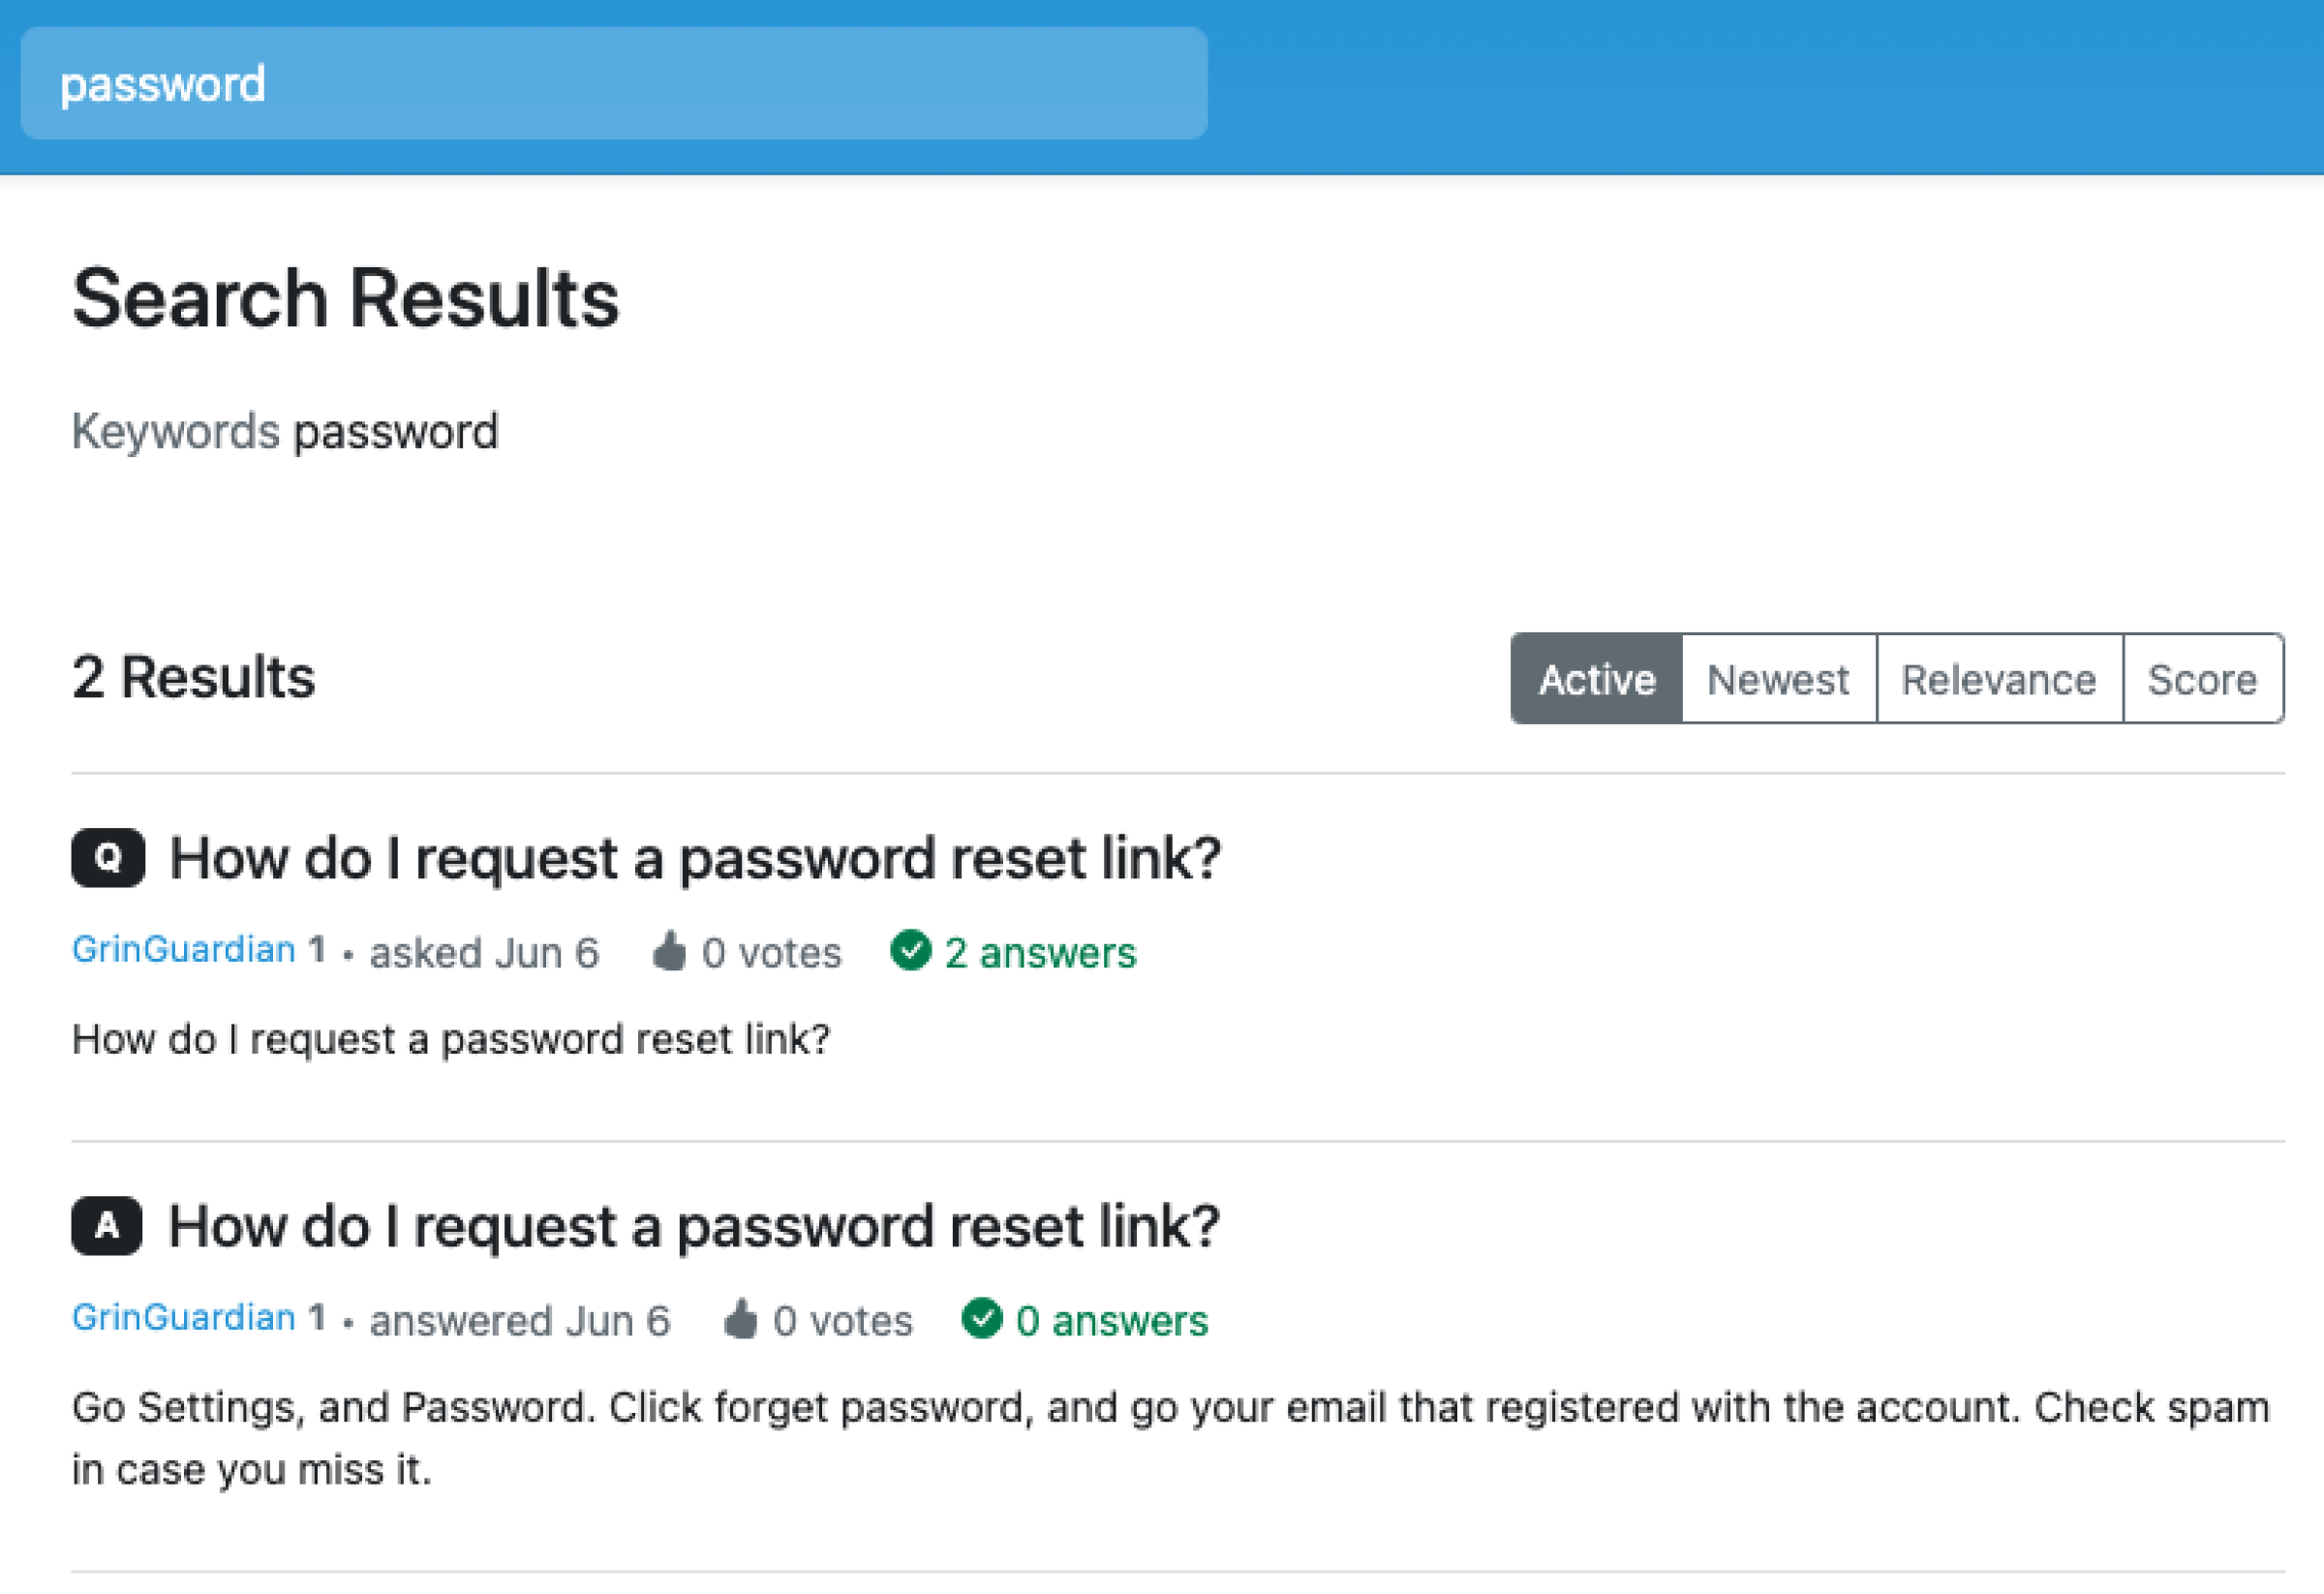 password
Search Results
Keywords password
2 Results
Active Newest Relevance Score
Q How do I request a password reset link?
GrinGuardian 1 • asked Jun 6 0 votes 2 answers
How do I request a password reset link?
A How do I request a password reset link?
GrinGuardian 1 • answered Jun 6 0 votes 0 answers
Go Settings, and Password. Click forget password, and go your email that registered with the account. Check spam
in case you miss it.